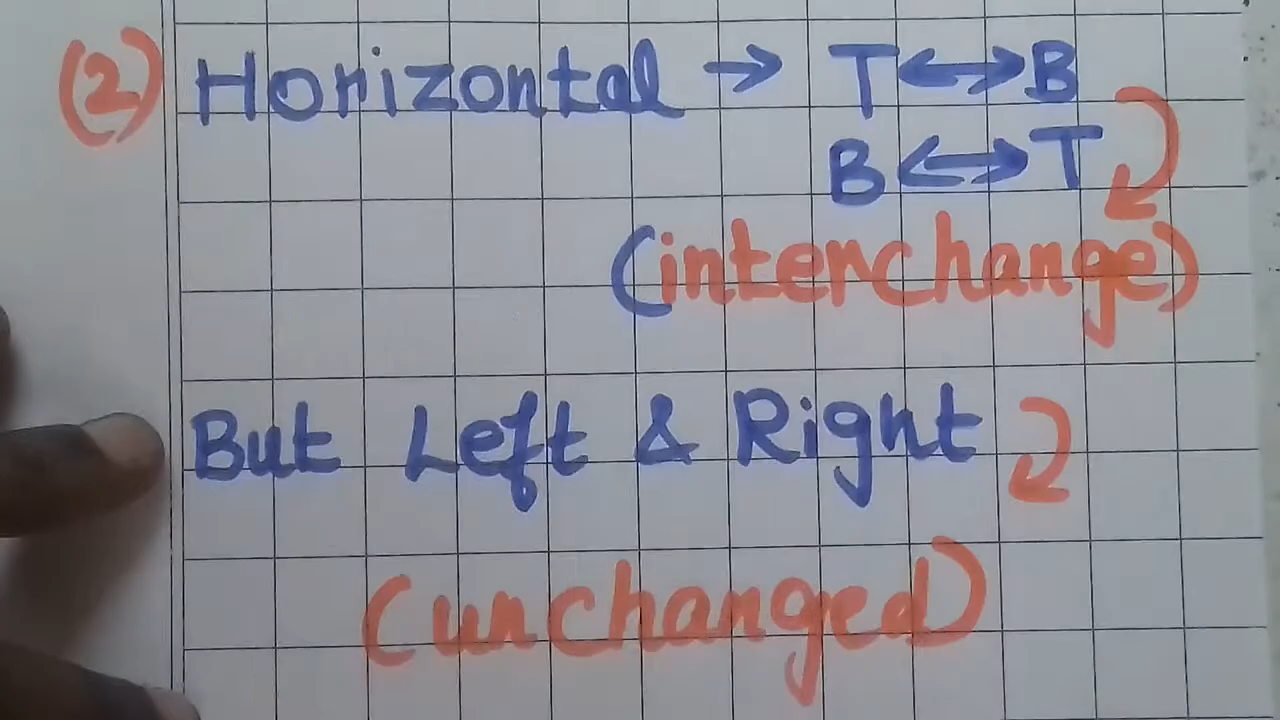 (2) Horizontal → T↔B
B↔T
(interchange)
But Left & Right
(unchanged)